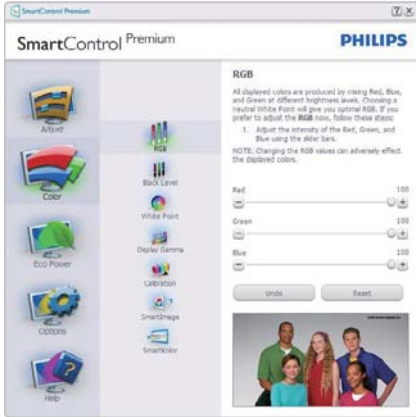 SmartControl Premium
SmartControl Premium
PHILIPS
Adjust
Color
Eco Power
Options
Help
RGB
Black Level
White Point
Display Gamma
Calibration
SmartImage
SmartKolor
RGB
All displayed colors are produced by mixing Red, Blue,
and Green at different brightness levels. Choosing a
neutral White Point will give you optimal RGB. If you
prefer to adjust the RGB now, follow these steps:
1. Adjust the intensity of the Red, Green, and
Blue using the slider bars.
NOTE: Changing the RGB values can adversely effect
the displayed colors.
Red 100
Green 100
Blue 100
Undo Reset